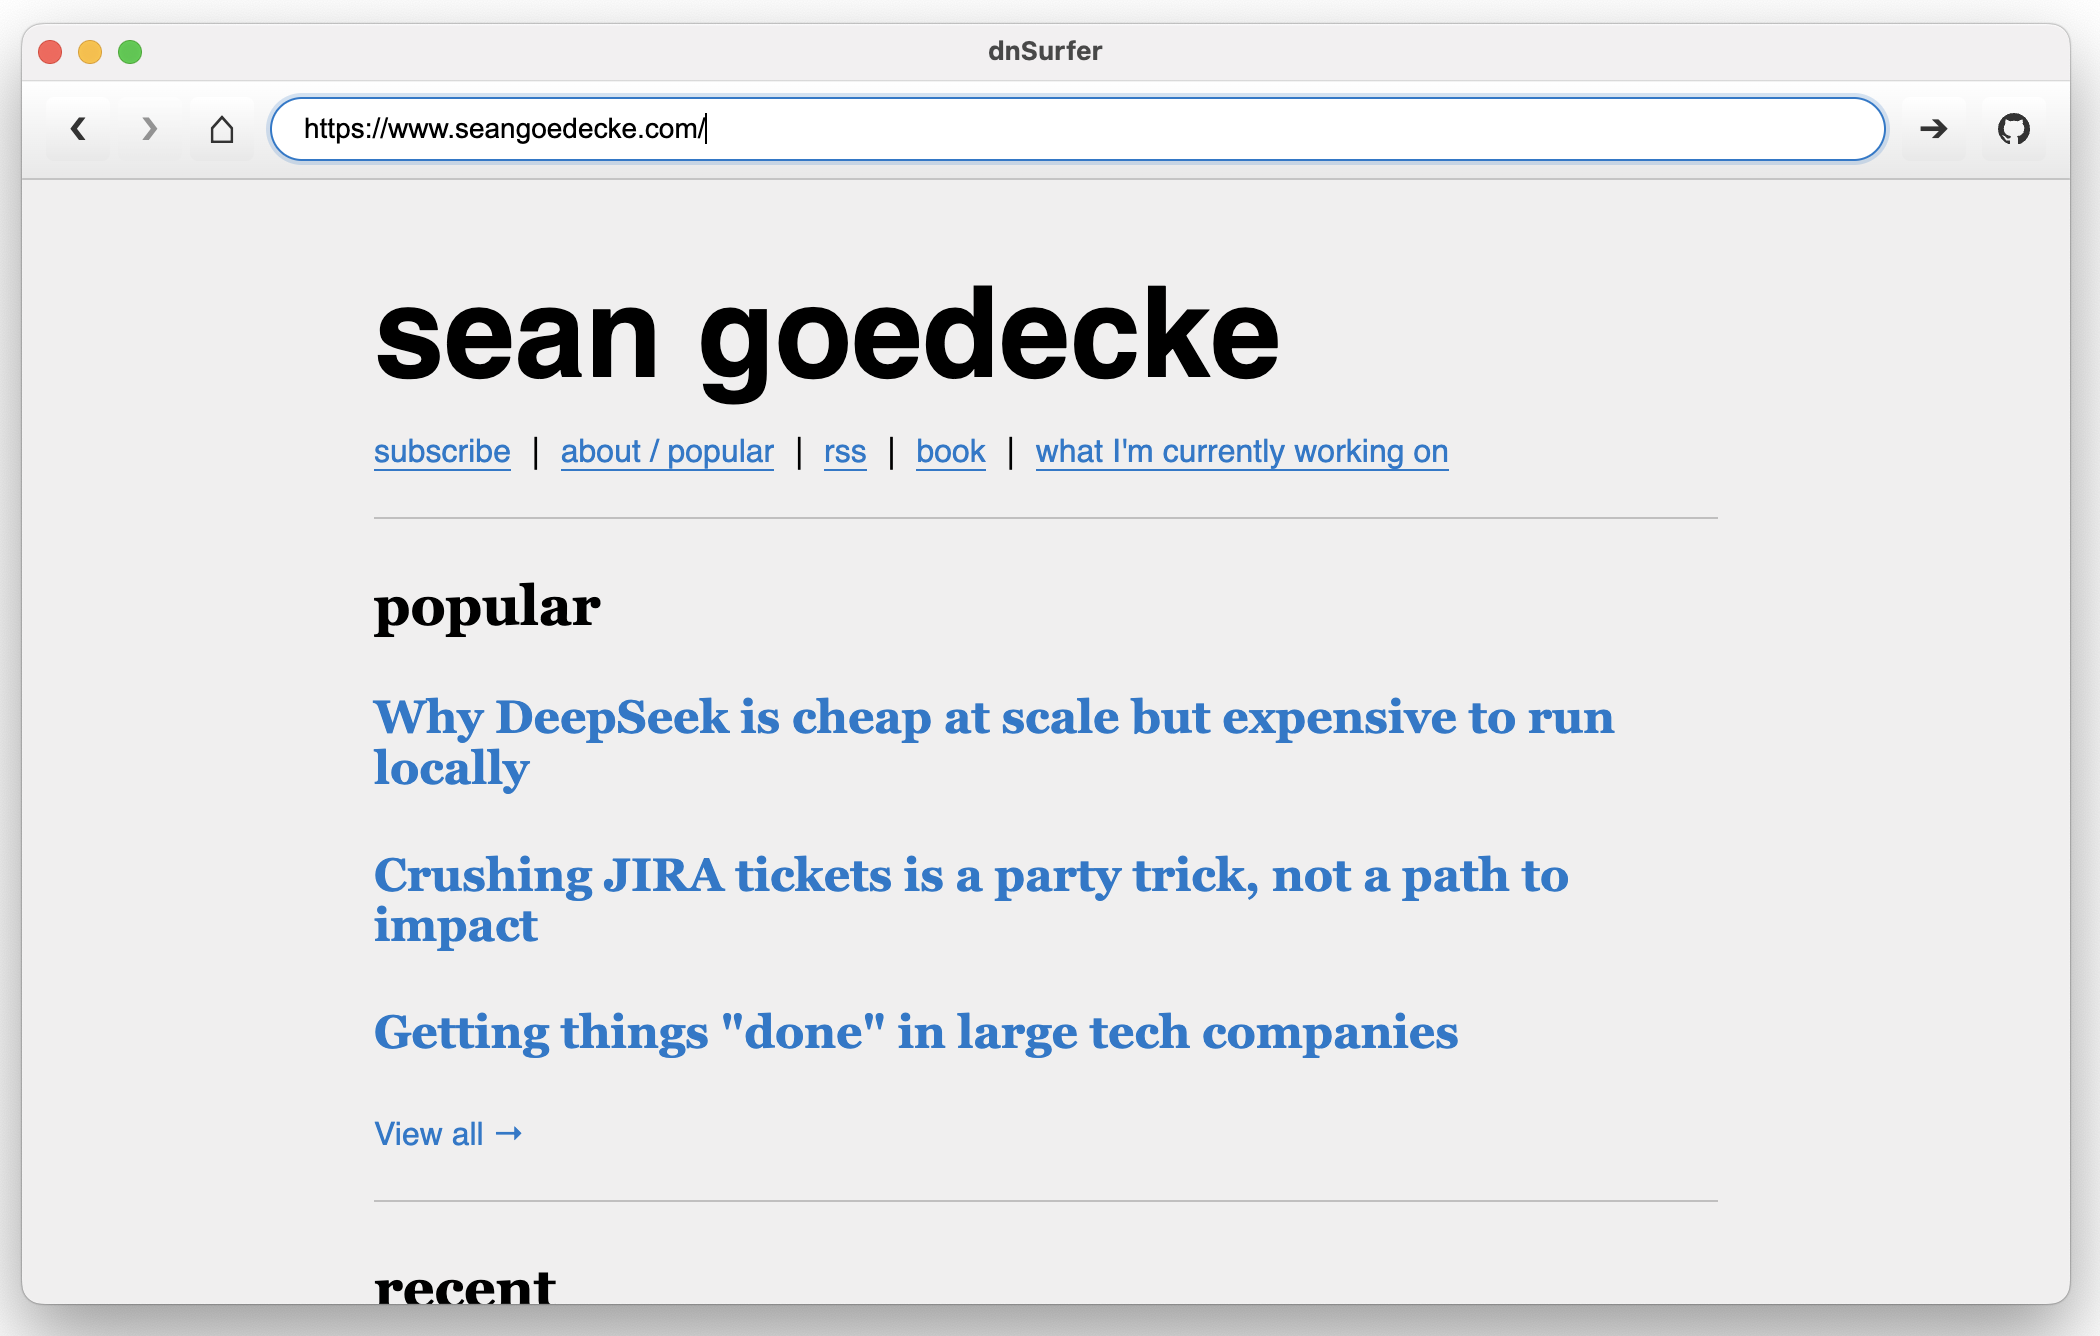 dnSurfer
https://www.seangoedecke.com/
sean goedecke
subscribe | about / popular | rss | book | what I'm currently working on
popular
Why DeepSeek is cheap at scale but expensive to run
locally
Crushing JIRA tickets is a party trick, not a path to
impact
Getting things "done" in large tech companies
View all →
recent